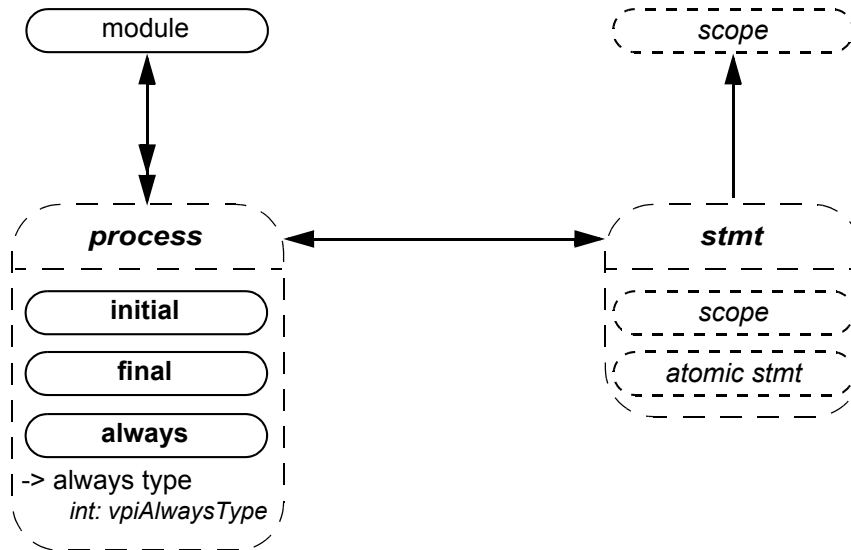 module
scope
process
stmt
initial
scope
final
atomic stmt
always
-> always type
int: vpiAlwaysType